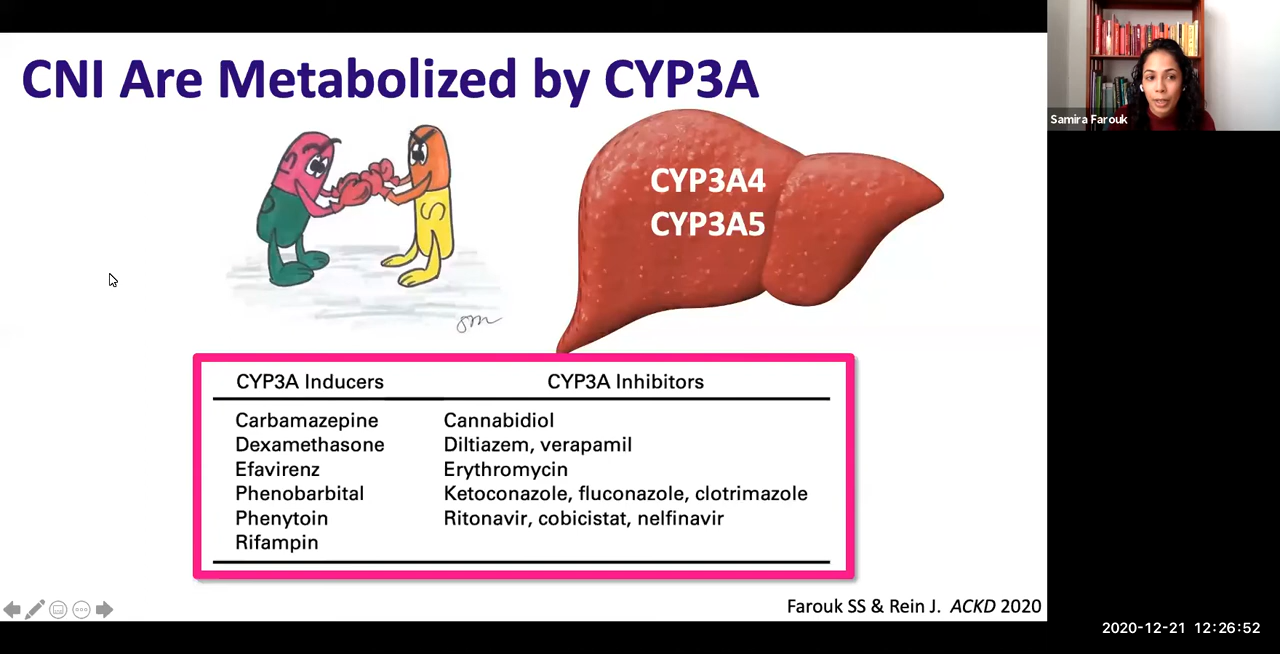 CNI Are Metabolized by CYP3A
Samira Farouk
CYP3A4
CYP3A5
CYP3A Inducers CYP3A Inhibitors
Carbamazepine Cannabidiol
Dexamethasone Diltiazem, verapamil
Efavirenz Erythromycin
Phenobarbital Ketoconazole, fluconazole, clotrimazole
Phenytoin Ritonavir, cobicistat, nelfinavir
Rifampin
Farouk SS & Rein J. ACKD 2020
2020-12-21 12:26:52